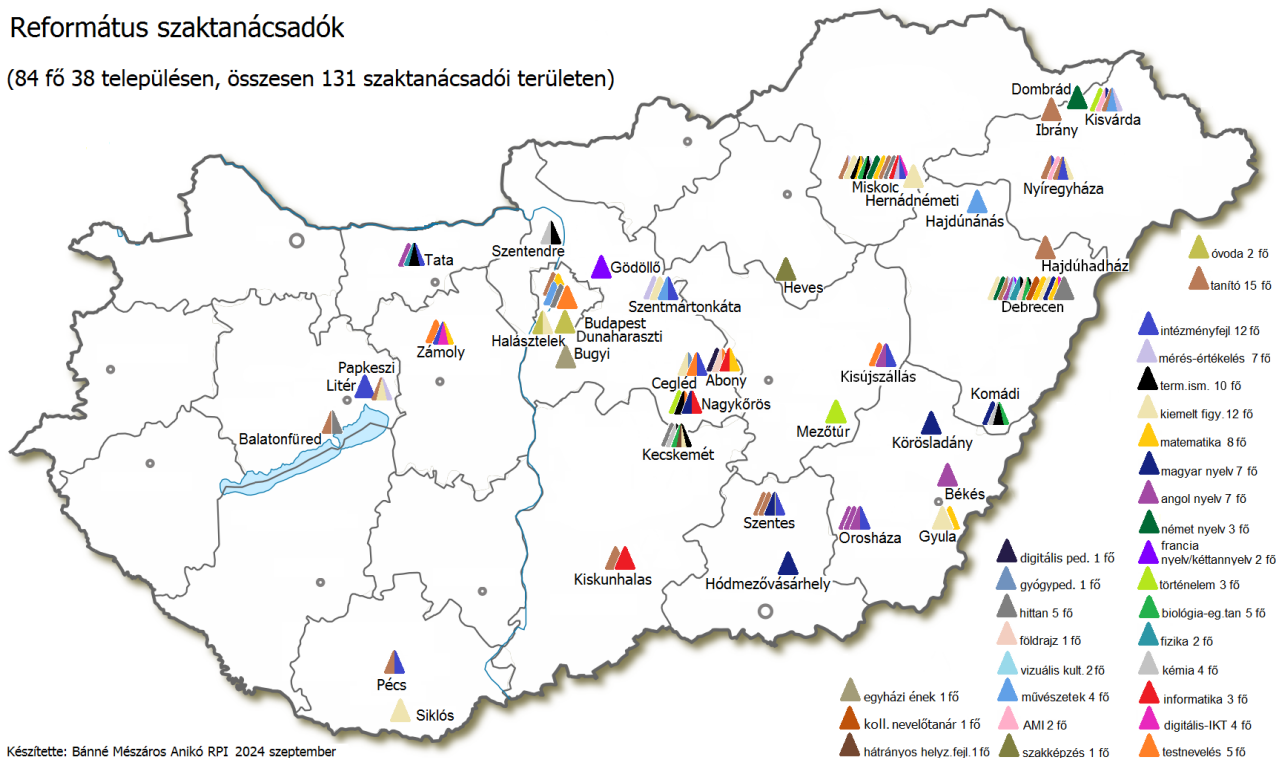 Református szaktanácsadók
(84 fő 38 településen, összesen 131 szaktanácsadói területen)
Dombrád
Kisvárda
Ibrány
Miskolc
Nyíregyháza
Hernádnémeti
Hajdúnánás
Szentendre
Tata
Gödöllő
Heves
Hajdúhadház
Szentmártonkáta
Debrecen
Budapest
Dunaharaszti
Halásztelek
Zámoly
Bugyi
Papkeszi
Litér
Cegléd
Abony
Kisújszállás
Nagykőrös
Komádi
Mezőtúr
Balatonfüred
Körösladány
Kecskemét
Békés
Szentes
Orosháza
Gyula
Kiskunhalas
Hódmezővásárhely
Pécs
Siklós
óvoda 2 fő
tanító 15 fő
intézményfejl 12 fő
mérés-értékelés 7 fő
term.ism. 10 fő
kiemelt figy. 12 fő
matematika 8 fő
magyar nyelv 7 fő
angol nyelv 7 fő
német nyelv 3 fő
francia
nyelv/kéttannyelv 2 fő
történelem 3 fő
biológia-eg.tan 5 fő
fizika 2 fő
kémia 4 fő
informatika 3 fő
digitális-IKT 4 fő
testnevelés 5 fő
digitális ped. 1 fő
gyógyped. 1 fő
hittan 5 fő
földrajz 1 fő
vizuális kult. 2 fő
művészetek 4 fő
AMI 2 fő
szakképzés 1 fő
egyházi ének 1 fő
koll. nevelőtanár 1 fő
hátrányos helyz.fejl.1 fő
Készítette: Bánné Mészáros Anikó RPI 2024 szeptember